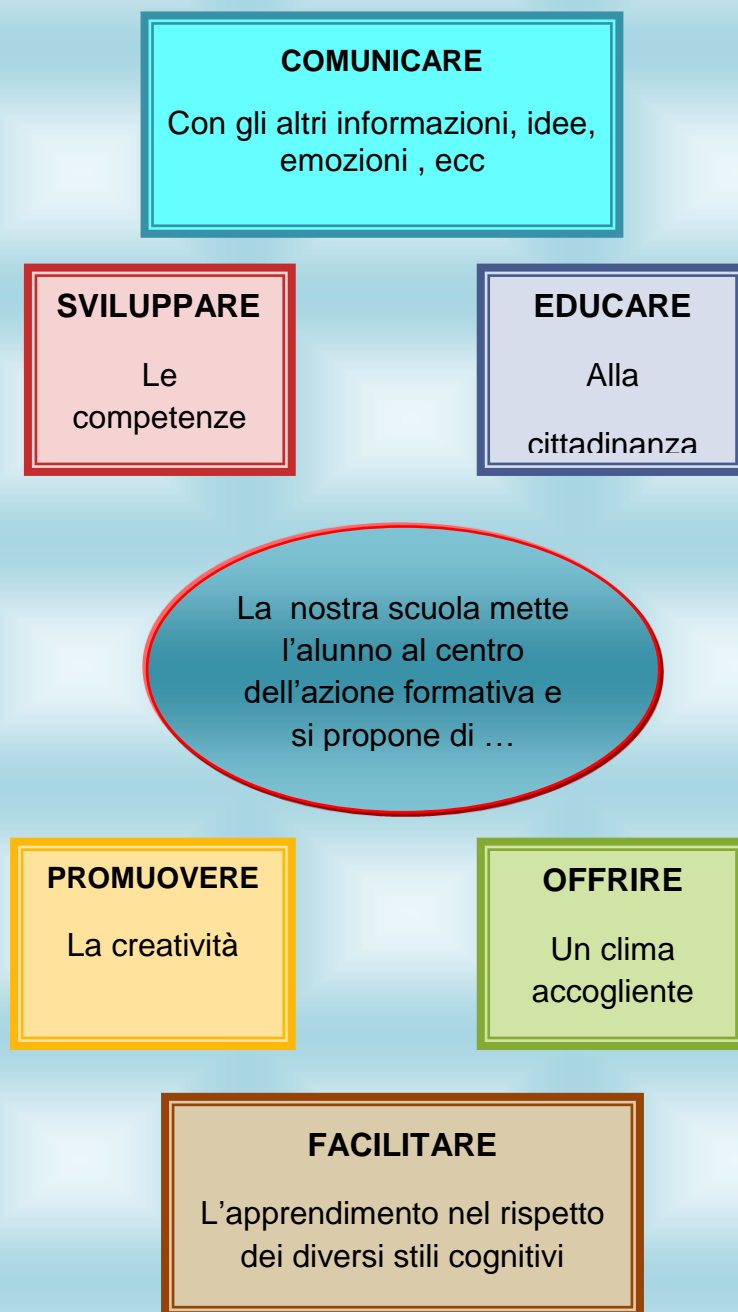 COMUNICARE
Con gli altri informazioni, idee,
emozioni , ecc
SVILUPPARE
Le
competenze
EDUCARE
Alla
cittadinanza
La  nostra scuola mette
l’alunno al centro
dell’azione formativa e
si propone di …
PROMUOVERE
La creatività
OFFRIRE
Un clima
accogliente
FACILITARE
L’apprendimento nel rispetto
dei diversi stili cognitivi